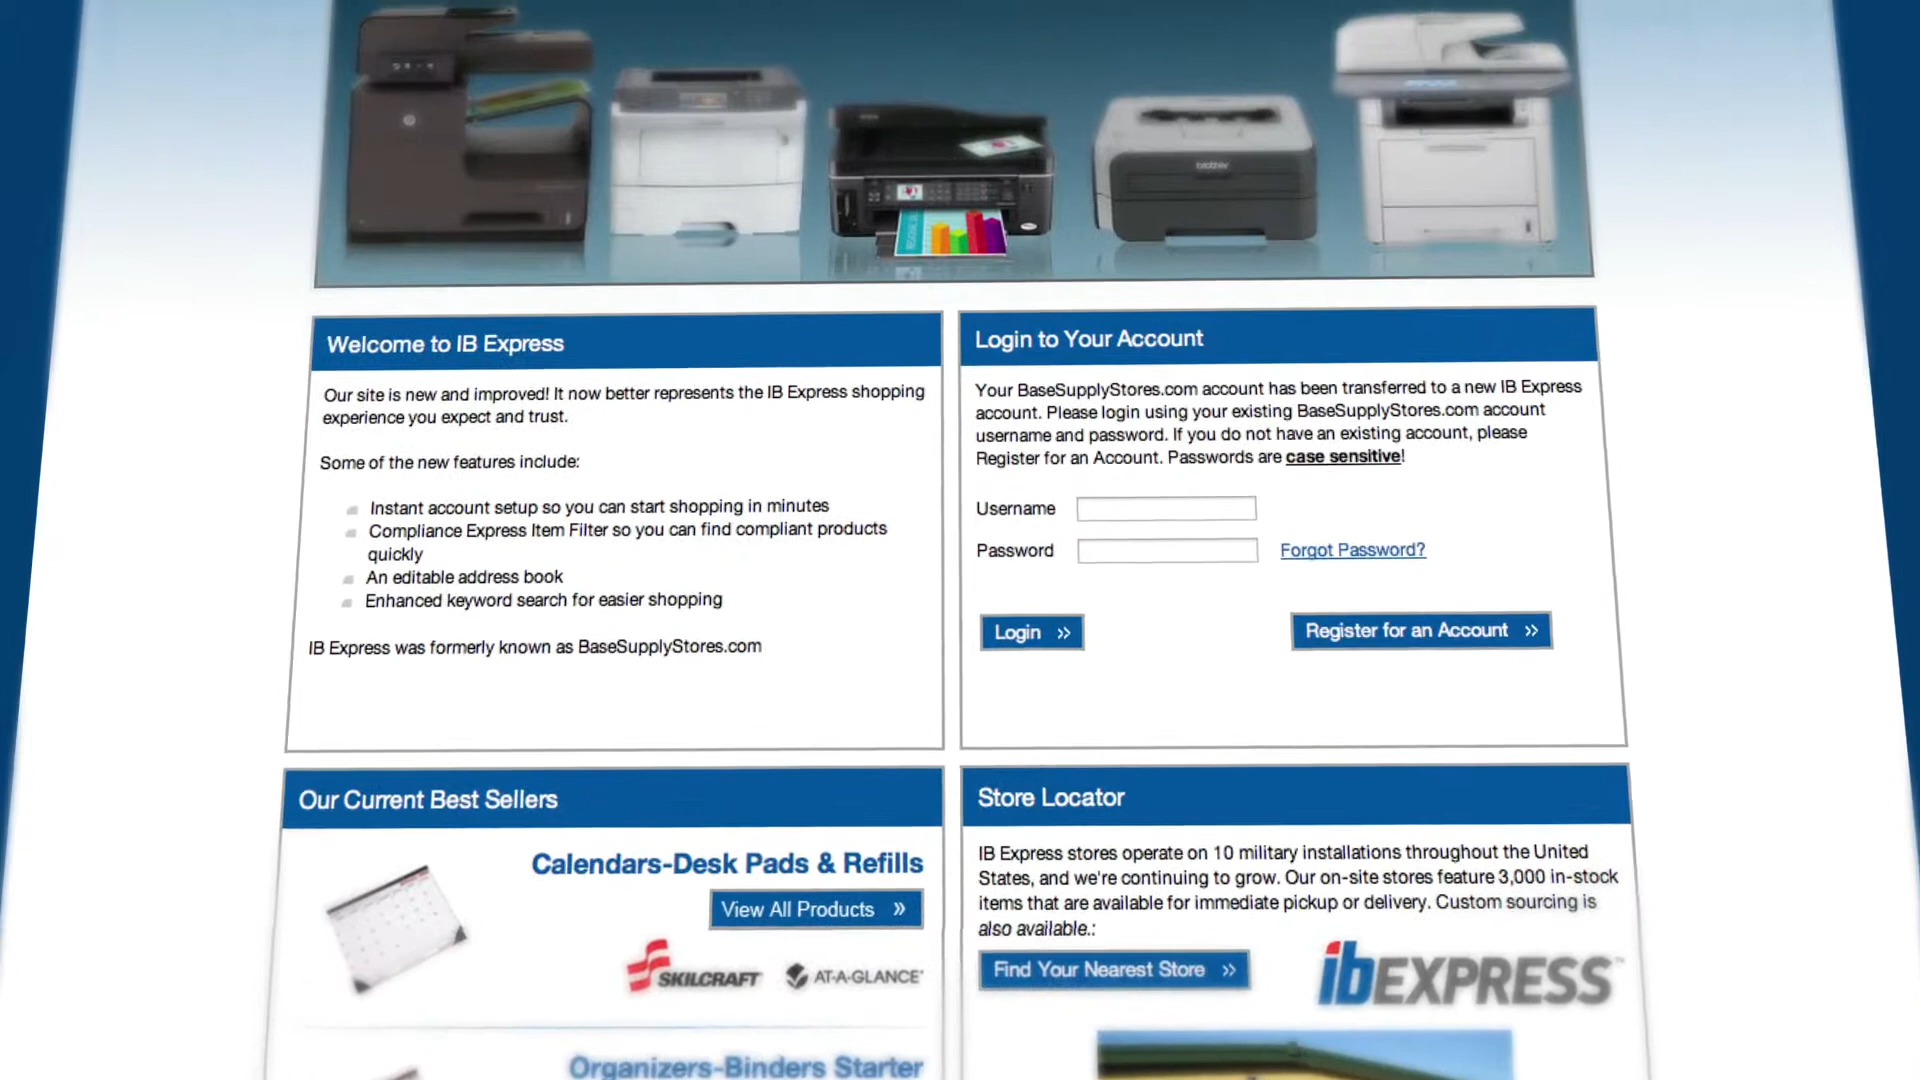 brother
Welcome to IB Express
Our site is new and improved! It now better represents the IB Express shopping
experience you expect and trust.
Some of the new features include:
Instant account setup so you can start shopping in minutes
Compliance Express Item Filter so you can find compliant products
quickly
An editable address book
Enhanced keyword search for easier shopping
IB Express was formerly known as BaseSupplyStores.com
Login to Your Account
Your BaseSupplyStores.com account has been transferred to a new IB Express
account. Please login using your existing BaseSupplyStores.com account
username and password. If you do not have an existing account, please
Register for an Account. Passwords are case sensitive!
Username
Password
Forgot Password?
Login »
Register for an Account »
Our Current Best Sellers
Calendars-Desk Pads & Refills
View All Products »
SKILCRAFT
AT-A-GLANCE
Organizers-Binders Starter
Store Locator
IB Express stores operate on 10 military installations throughout the United
States, and we're continuing to grow. Our on-site stores feature 3,000 in-stock
items that are available for immediate pickup or delivery. Custom sourcing is
also available.:
Find Your Nearest Store »
ibEXPRESS™